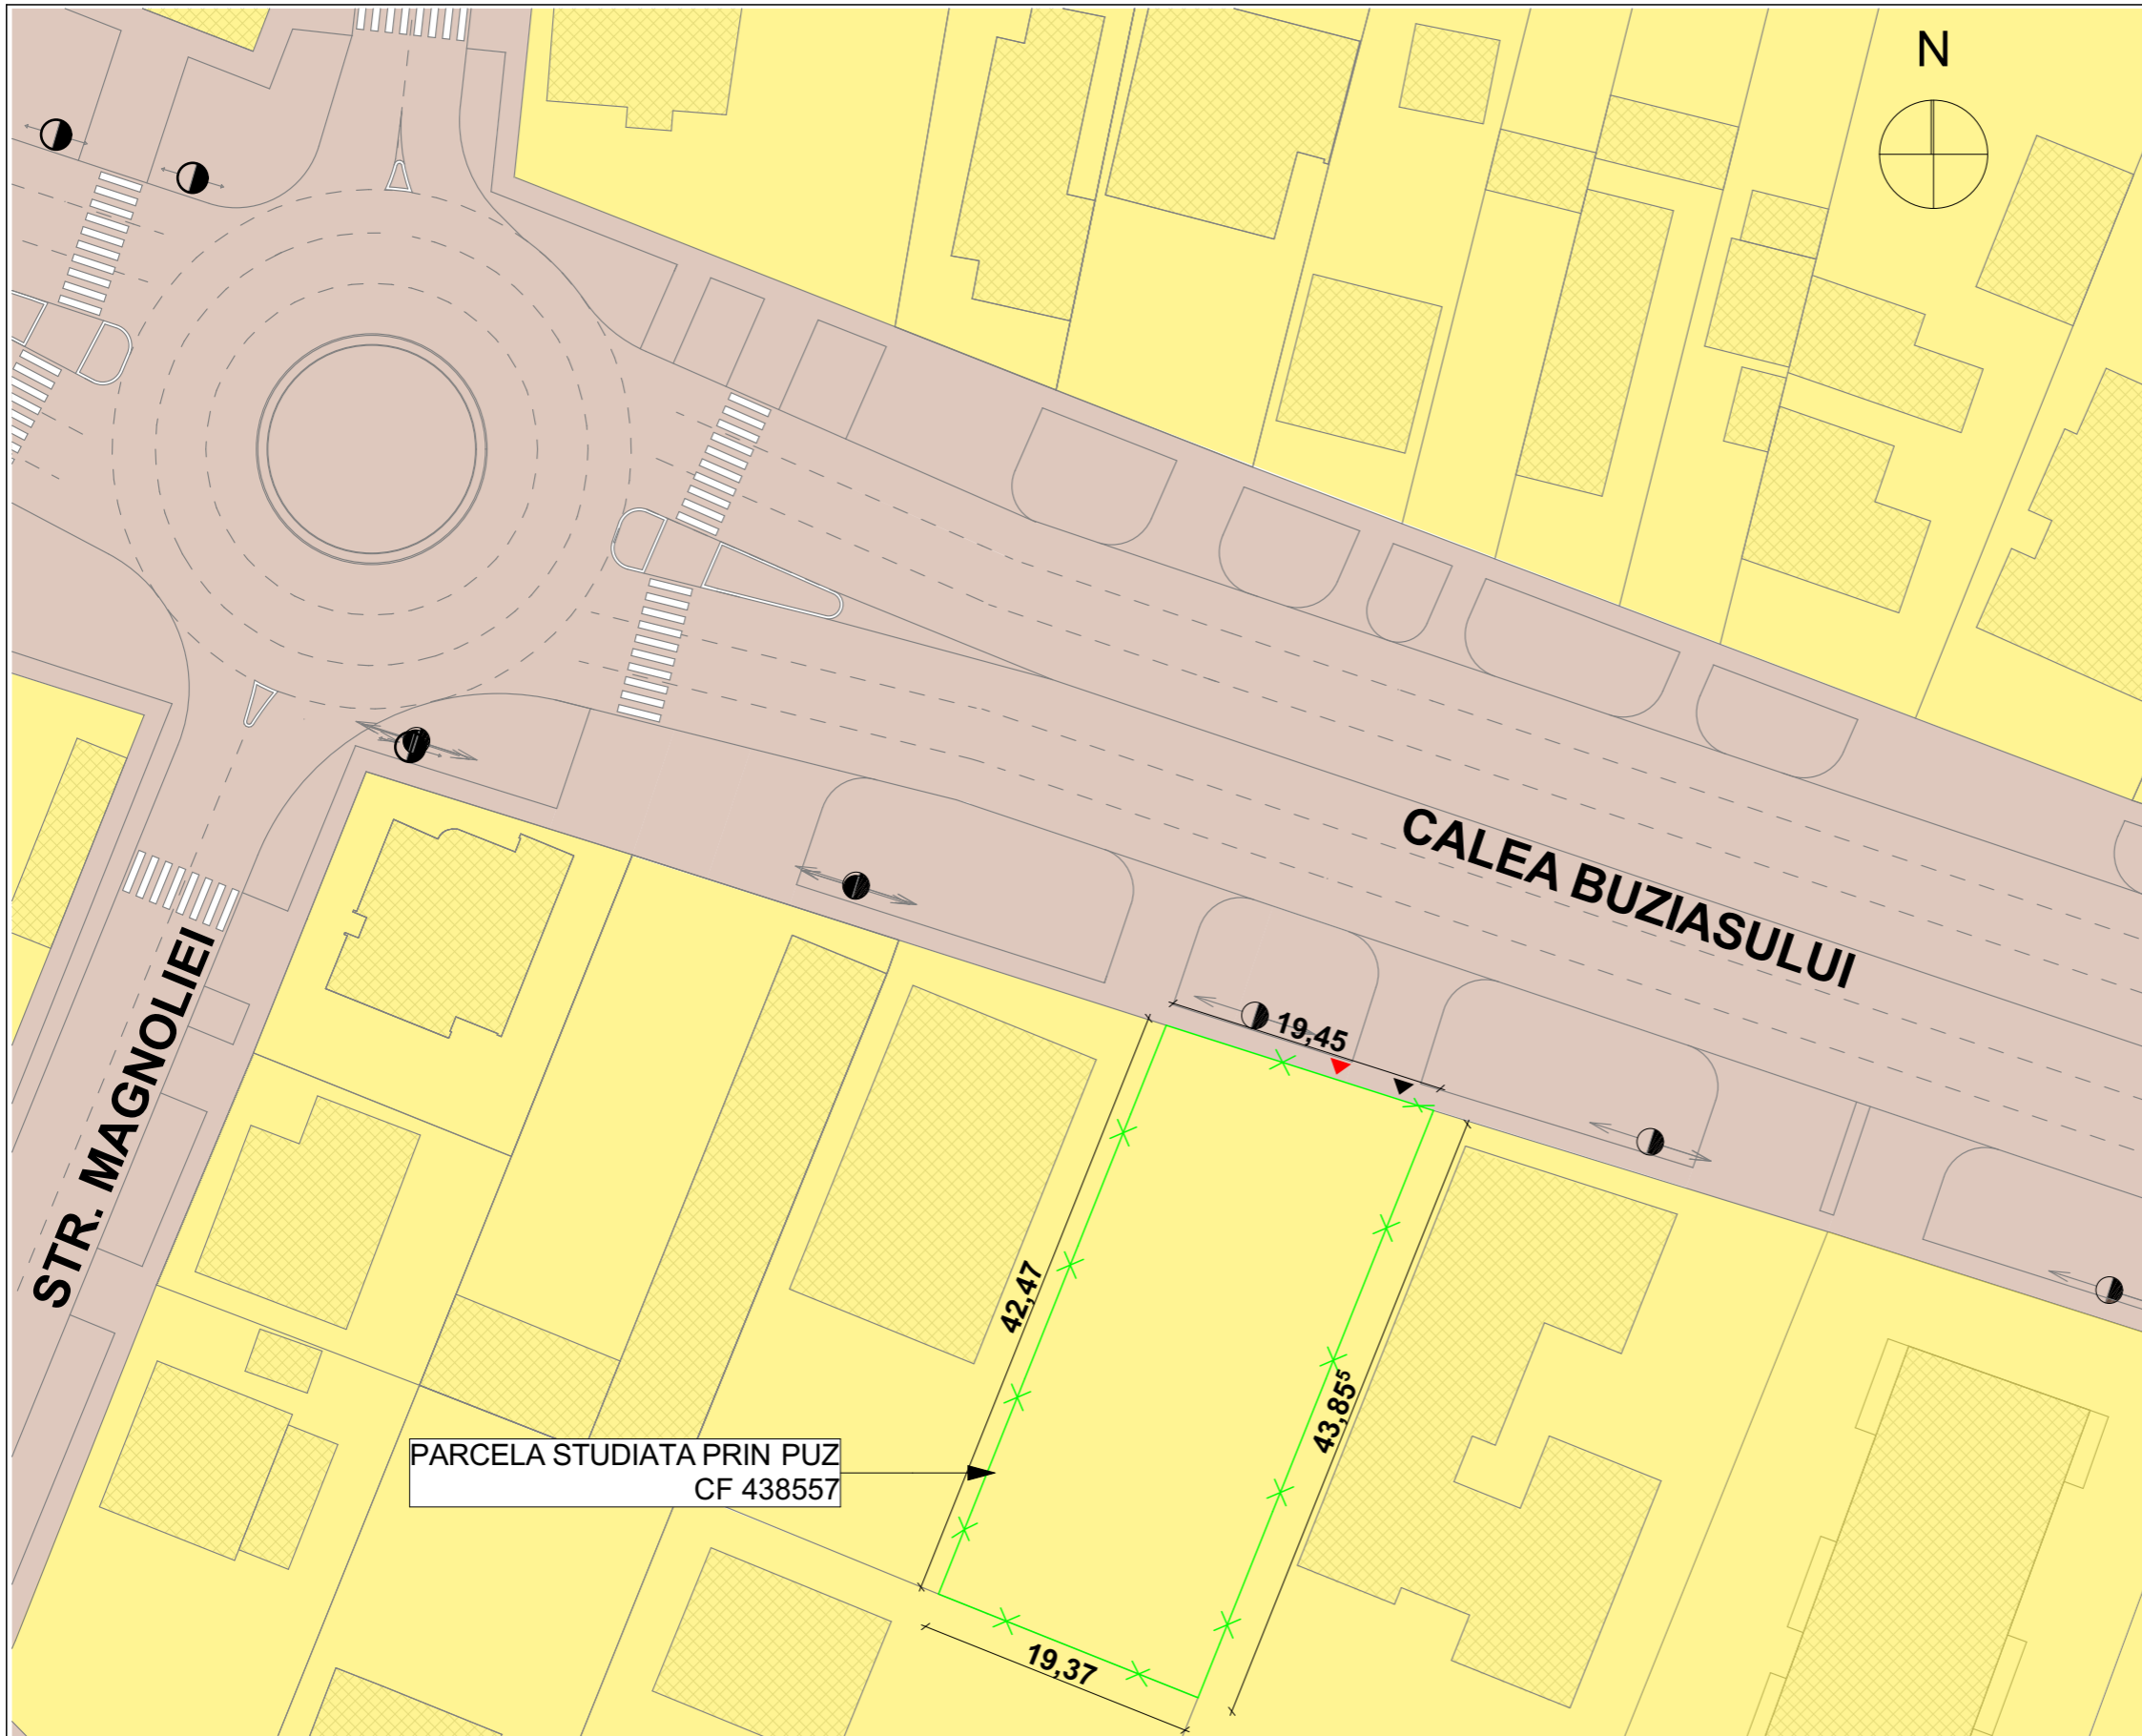 N
CALEA BUZIASULUI
STR. MAGNOLIEI
19,45
42,47
43,85⁵
PARCELA STUDIATA PRIN PUZ
CF 438557
19,37